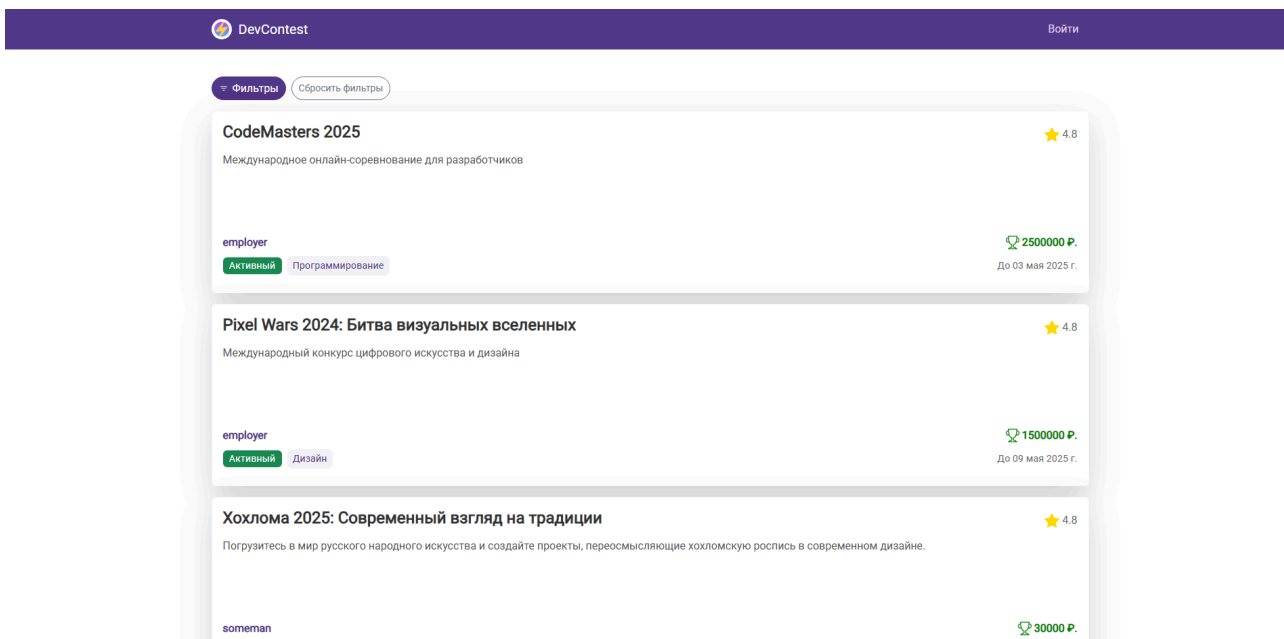 DevContest
Войти
Фильтры
Сбросить фильтры
CodeMasters 2025
4.8
Международное онлайн-соревнование для разработчиков
employer
2500000 ₽.
Активный
Программирование
До 03 мая 2025 г.
Pixel Wars 2024: Битва визуальных вселенных
4.8
Международный конкурс цифрового искусства и дизайна
employer
1500000 ₽.
Активный
Дизайн
До 09 мая 2025 г.
Хохлома 2025: Современный взгляд на традиции
4.8
Погрузитесь в мир русского народного искусства и создайте проекты, переосмысляющие хохломскую роспись в современном дизайне.
someman
30000 ₽.